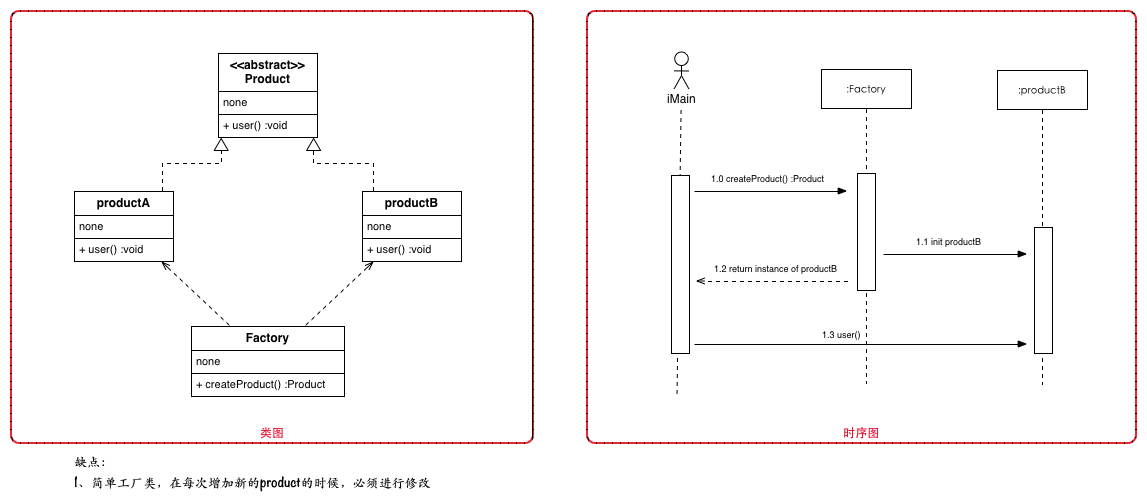 <<abstract>>
Product
none
+ user() :void
productA
none
+ user() :void
productB
none
+ user() :void
Factory
none
+ createProduct() :Product
类图
iMain
:Factory
:productB
1.0 createProduct() :Product
1.1 init productB
1.2 return instance of productB
1.3 user()
时序图
缺点：
1、简单工厂类，在每次增加新的product的时候，必须进行修改